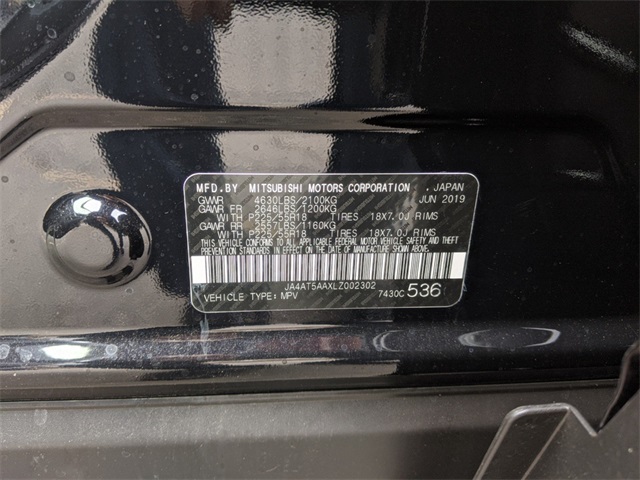 MFD.BY MITSUBISHI MOTORS CORPORATION . JAPAN
GVWR 4630LBS/2100KG JUN 2019
GAWR FR 2646LBS/1200KG
WITH P225/55R18 TIRES 18X7.0J RIMS
GAWR RR 2557LBS/1160KG
WITH P225/55R18 TIRES 18X7.0J RIMS
THIS VEHICLE CONFORMS TO ALL APPLICABLE FEDERAL MOTOR VEHICLE SAFETY AND THEFT
PREVENTION STANDARDS IN EFFECT ON THE DATE OF MANUFACTURE SHOWN ABOVE.
JA4AT5AAXLZ002302
VEHICLE TYPE: MPV 7430C 536